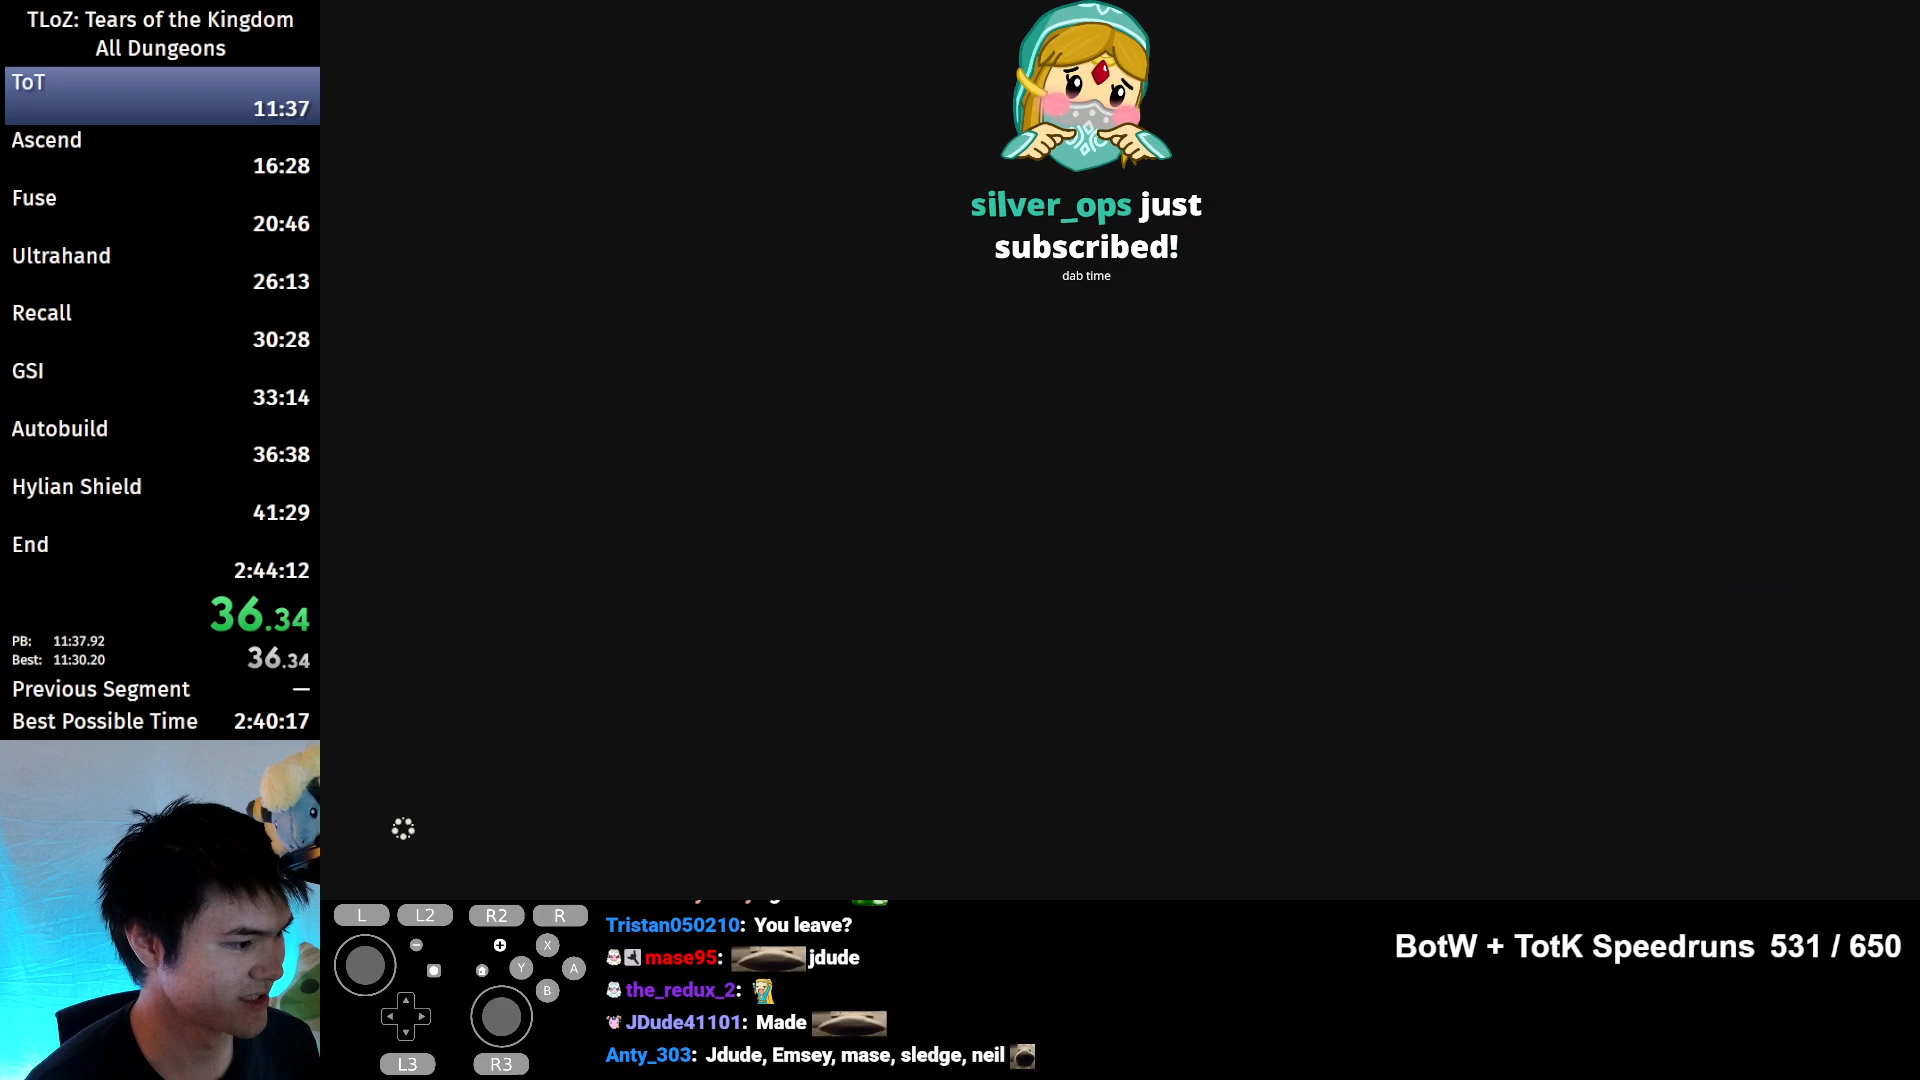 TLoZ: Tears of the Kingdom
All Dungeons
ToT
11:37
Ascend
16:28
Fuse
20:46
Ultrahand
26:13
Recall
30:28
GSI
33:14
Autobuild
36:38
Hylian Shield
41:29
End
2:44:12
36.34
PB: 11:37.92
Best: 11:30.20
36.34
Previous Segment —
Best Possible Time 2:40:17
silver_ops just
subscribed!
dab time
L L2 R2 R
X
Y A
B
L3 R3
Tristan050210: You leave?
mase95: jdude
the_redux_2:
JDude41101: Made
Anty_303: Jdude, Emsey, mase, sledge, neil
BotW + TotK Speedruns 531 / 650